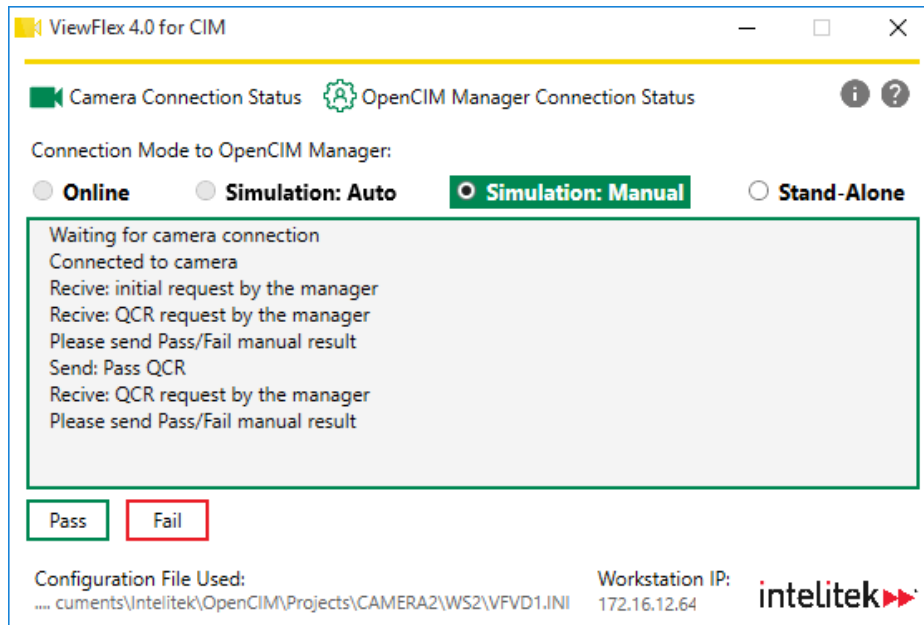 ViewFlex 4.0 for CIM
Camera Connection Status OpenCIM Manager Connection Status
Connection Mode to OpenCIM Manager:
Online Simulation: Auto Simulation: Manual Stand-Alone
Waiting for camera connection
Connected to camera
Recive: initial request by the manager
Recive: QCR request by the manager
Please send Pass/Fail manual result
Send: Pass QCR
Recive: QCR request by the manager
Please send Pass/Fail manual result
Pass Fail
Configuration File Used: Workstation IP:
.... cuments\Intelitek\OpenCIM\Projects\CAMERA2\WS2\VFVD1.INI 172.16.12.64
intelitek